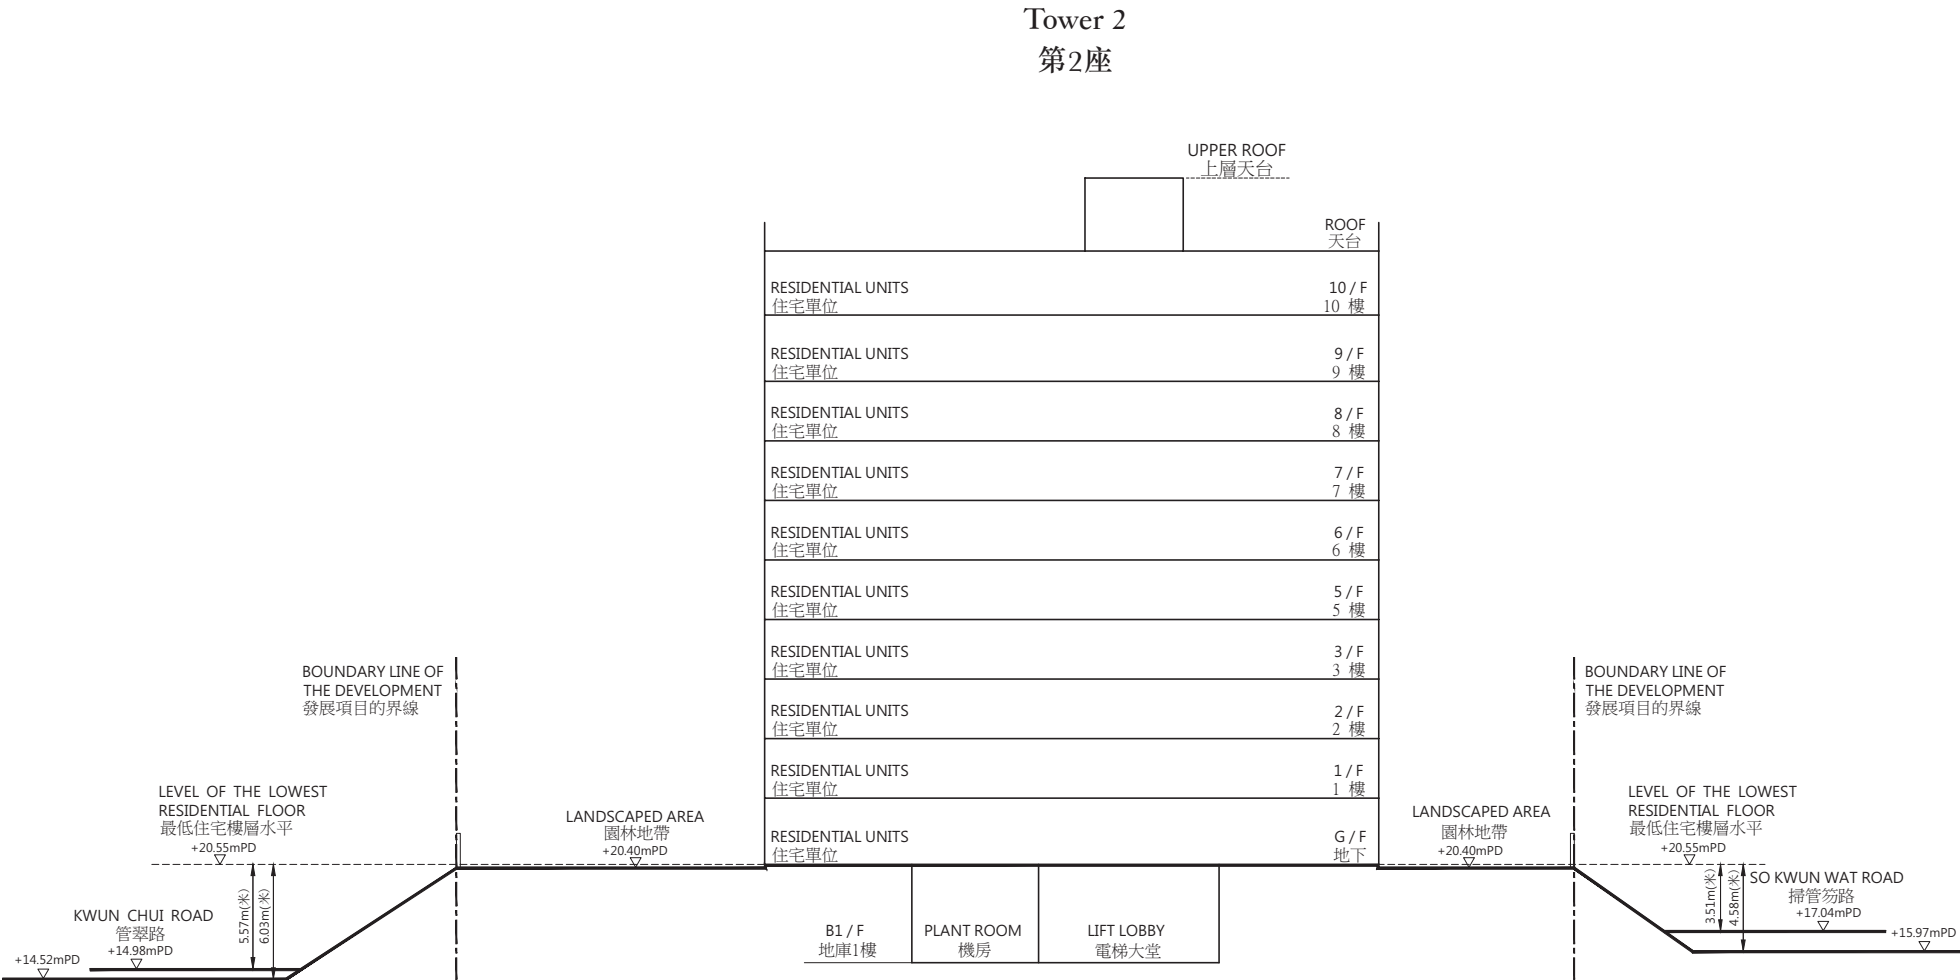 Tower 2
第2座
UPPER ROOF
上層天台
ROOF
天台
RESIDENTIAL UNITS 10 / F
住宅單位 10 樓
RESIDENTIAL UNITS 9 / F
住宅單位 9 樓
RESIDENTIAL UNITS 8 / F
住宅單位 8 樓
RESIDENTIAL UNITS 7 / F
住宅單位 7 樓
RESIDENTIAL UNITS 6 / F
住宅單位 6 樓
RESIDENTIAL UNITS 5 / F
住宅單位 5 樓
RESIDENTIAL UNITS 3 / F
住宅單位 3 樓
RESIDENTIAL UNITS 2 / F
住宅單位 2 樓
RESIDENTIAL UNITS 1 / F
住宅單位 1 樓
RESIDENTIAL UNITS G / F
住宅單位 地下
BOUNDARY LINE OF
THE DEVELOPMENT
發展項目的界線
LEVEL OF THE LOWEST
RESIDENTIAL FLOOR
最低住宅樓層水平
+20.55mPD
LANDSCAPED AREA
園林地帶
+20.40mPD
5.57m(米)
6.03m(米)
KWUN CHUI ROAD
管翠路
+14.98mPD
+14.52mPD
B1 / F
地庫1樓
PLANT ROOM
機房
LIFT LOBBY
電梯大堂
LANDSCAPED AREA
園林地帶
+20.40mPD
BOUNDARY LINE OF
THE DEVELOPMENT
發展項目的界線
LEVEL OF THE LOWEST
RESIDENTIAL FLOOR
最低住宅樓層水平
+20.55mPD
3.51m(米)
4.58m(米)
SO KWUN WAT ROAD
掃管笏路
+17.04mPD
+15.97mPD